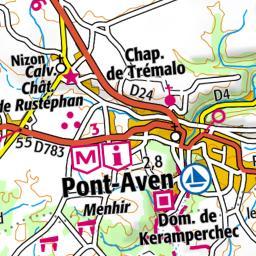 Nizon
Calv.
Chât.
de Rustéphan
Chap.
de Trémalo
D24
D4
3
55 D783
M i
2,8
Pont-Aven
Menhir
Dom. de
Keramperchec